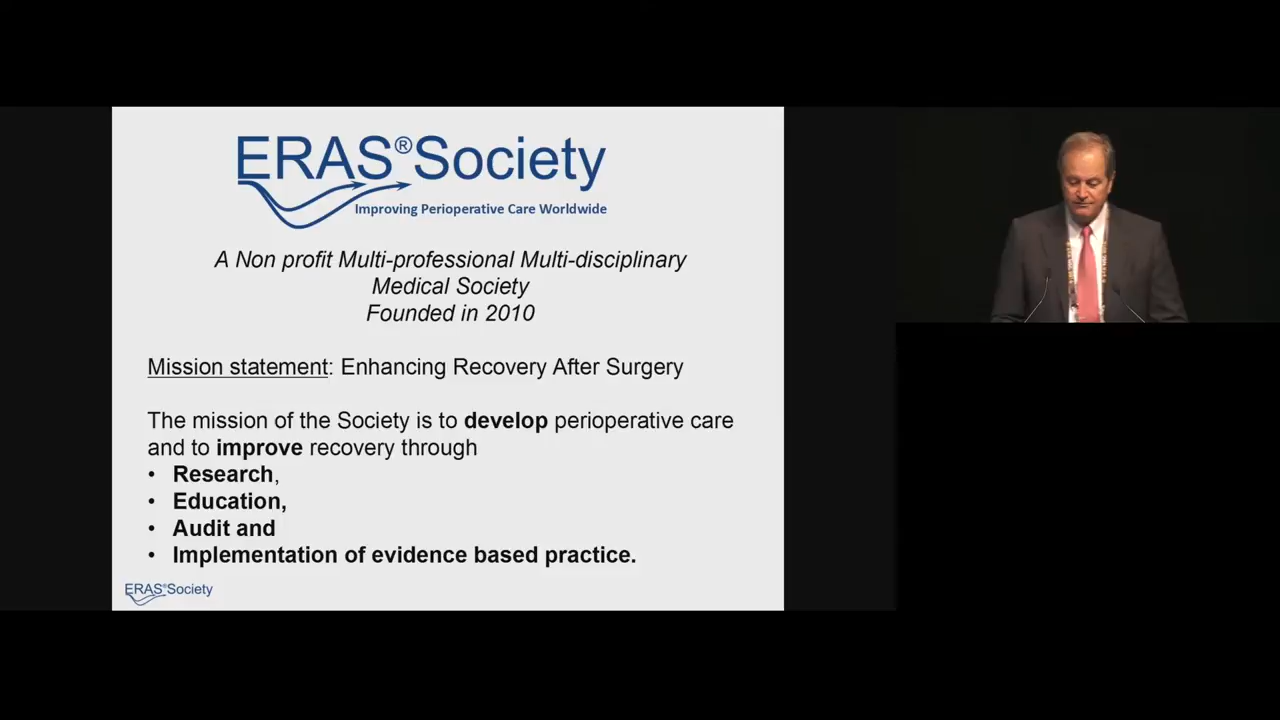 ERAS®Society
Improving Perioperative Care Worldwide
A Non profit Multi-professional Multi-disciplinary
Medical Society
Founded in 2010
Mission statement: Enhancing Recovery After Surgery
The mission of the Society is to develop perioperative care
and to improve recovery through
• Research,
• Education,
• Audit and
• Implementation of evidence based practice.
ERAS®Society